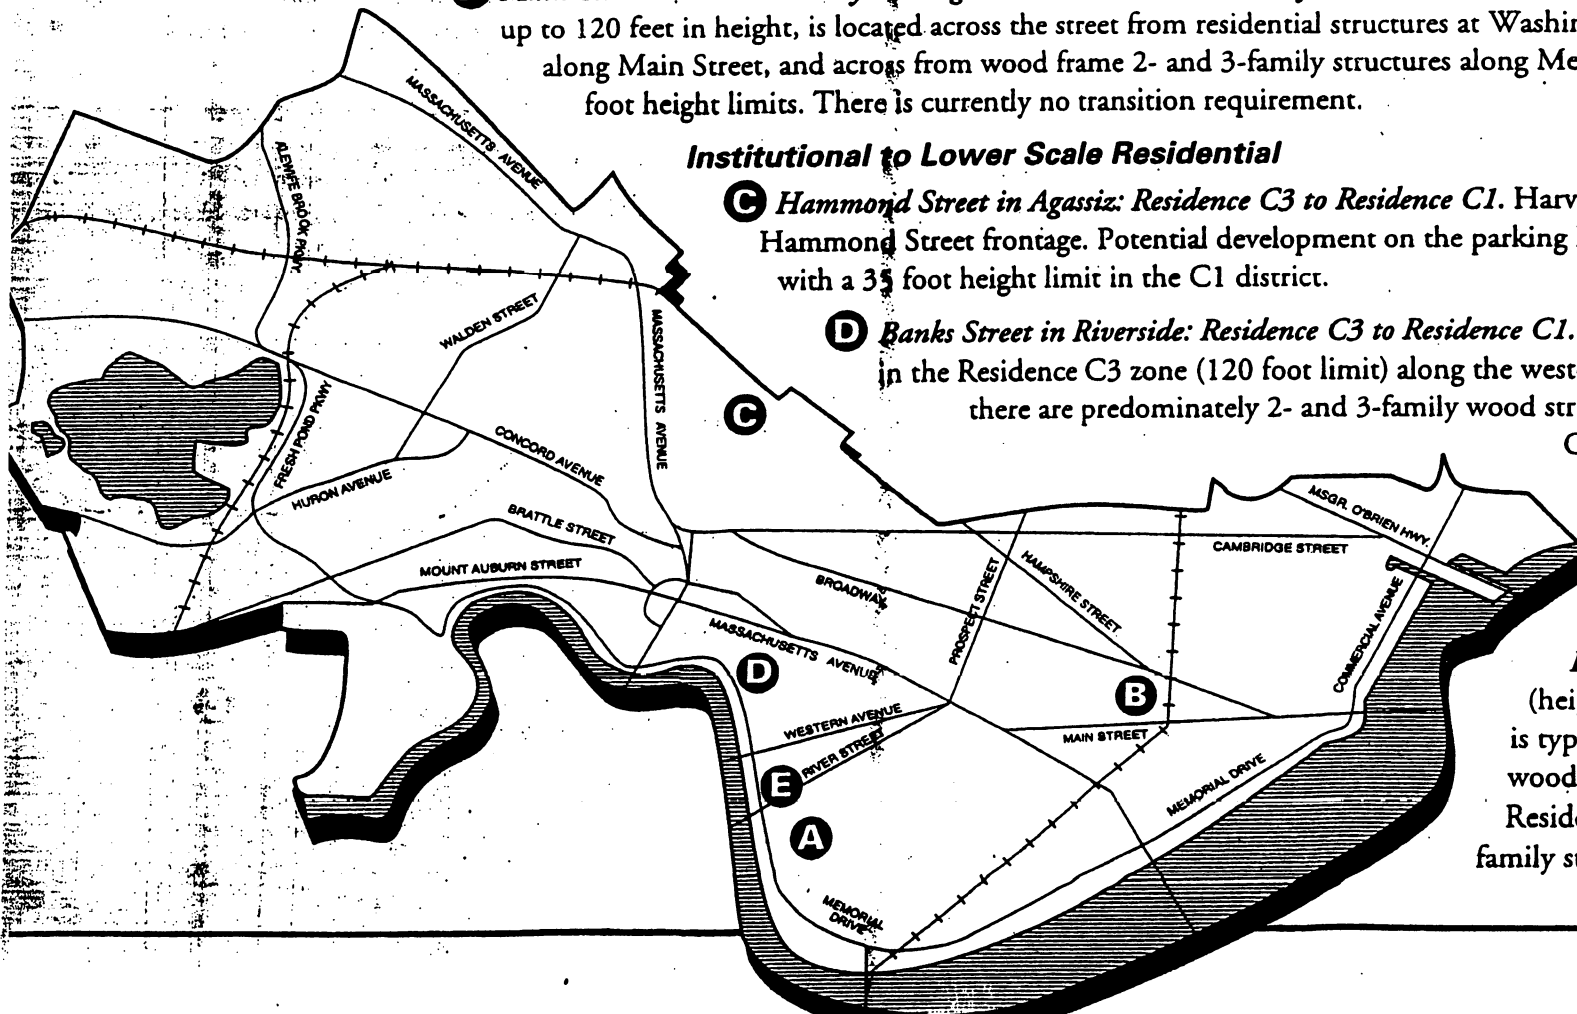 up to 120 feet in height, is located across the street from residential structures at Washin
along Main Street, and across from wood frame 2- and 3-family structures along Me
foot height limits. There is currently no transition requirement.
Institutional to Lower Scale Residential
C Hammond Street in Agassiz: Residence C3 to Residence C1. Harv
Hammond Street frontage. Potential development on the parking
with a 35 foot height limit in the C1 district.
D Banks Street in Riverside: Residence C3 to Residence C1.
in the Residence C3 zone (120 foot limit) along the west
there are predominately 2- and 3-family wood str
MASSACHUSETTS AVENUE
ALEWIFE BROOK PKWY
WALDEN STREET
MASSACHUSETTS AVENUE
C
FRESH POND PKWY
HURON AVENUE
CONCORD AVENUE
BRATTLE STREET
MOUNT AUBURN STREET
MSGR. O'BRIEN HWY.
CAMBRIDGE STREET
BROADWAY
PROSPECT STREET
HAMPSHIRE STREET
COMMERCIAL AVENUE
MASSACHUSETTS AVENUE
D
B
WESTERN AVENUE
MAIN STREET
RIVER STREET
E
A
MEMORIAL DRIVE
MEMORIAL
DRIVE
(hei
is typ
wood
Reside
family st